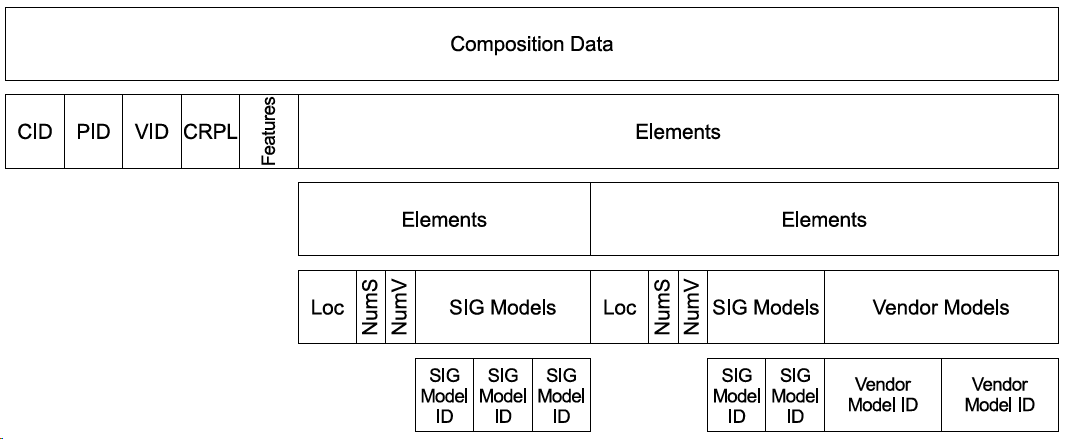 Composition Data
CID PID VID CRPL Features Elements
Elements Elements
Loc NumS NumV SIG Models Loc NumS NumV SIG Models Vendor Models
SIG Model ID SIG Model ID SIG Model ID SIG Model ID SIG Model ID Vendor Model ID Vendor Model ID